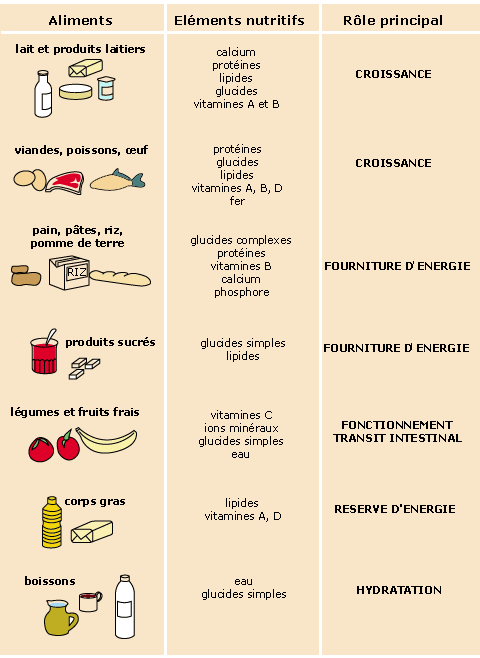 Aliments Eléments nutritifs Rôle principal
lait et produits laitiers
calcium
protéines
lipides
glucides
vitamines A et B
CROISSANCE
viandes, poissons, œuf
protéines
glucides
lipides
vitamines A, B, D
fer
CROISSANCE
pain, pâtes, riz,
pomme de terre
RIZ
glucides complexes
protéines
vitamines B
calcium
phosphore
FOURNITURE D'ENERGIE
produits sucrés
glucides simples
lipides
FOURNITURE D'ENERGIE
légumes et fruits frais
vitamines C
ions minéraux
glucides simples
eau
FONCTIONNEMENT
TRANSIT INTESTINAL
corps gras
lipides
vitamines A, D
RESERVE D'ENERGIE
boissons
eau
glucides simples
HYDRATATION